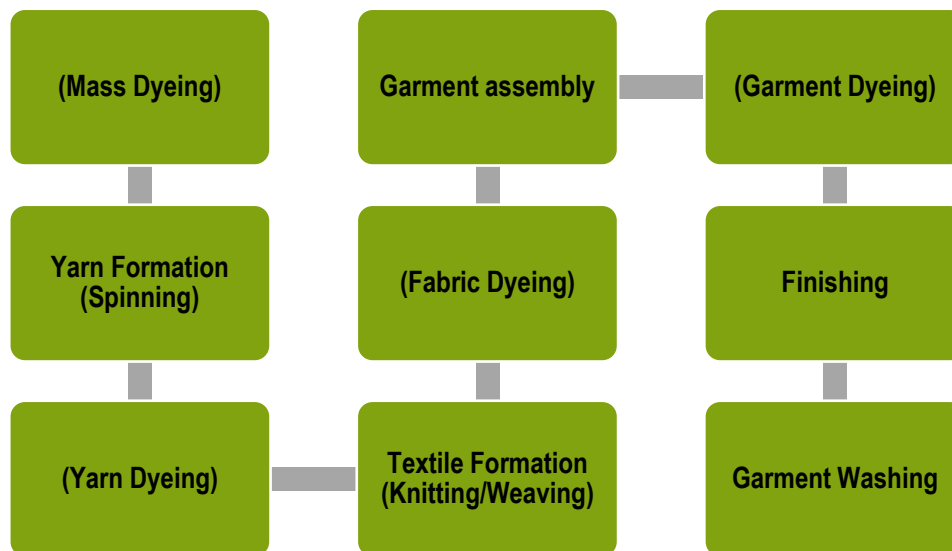 (Mass Dyeing)
Yarn Formation
(Spinning)
(Yarn Dyeing)
Textile Formation
(Knitting/Weaving)
(Fabric Dyeing)
Garment assembly
(Garment Dyeing)
Finishing
Garment Washing